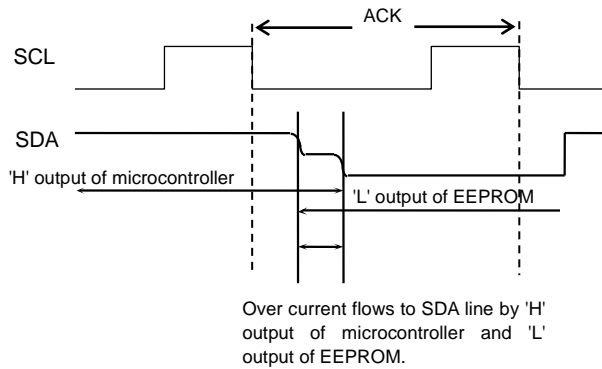 ACK
SCL
SDA
'H' output of microcontroller
'L' output of EEPROM
Over current flows to SDA line by 'H'
output of microcontroller and 'L'
output of EEPROM.